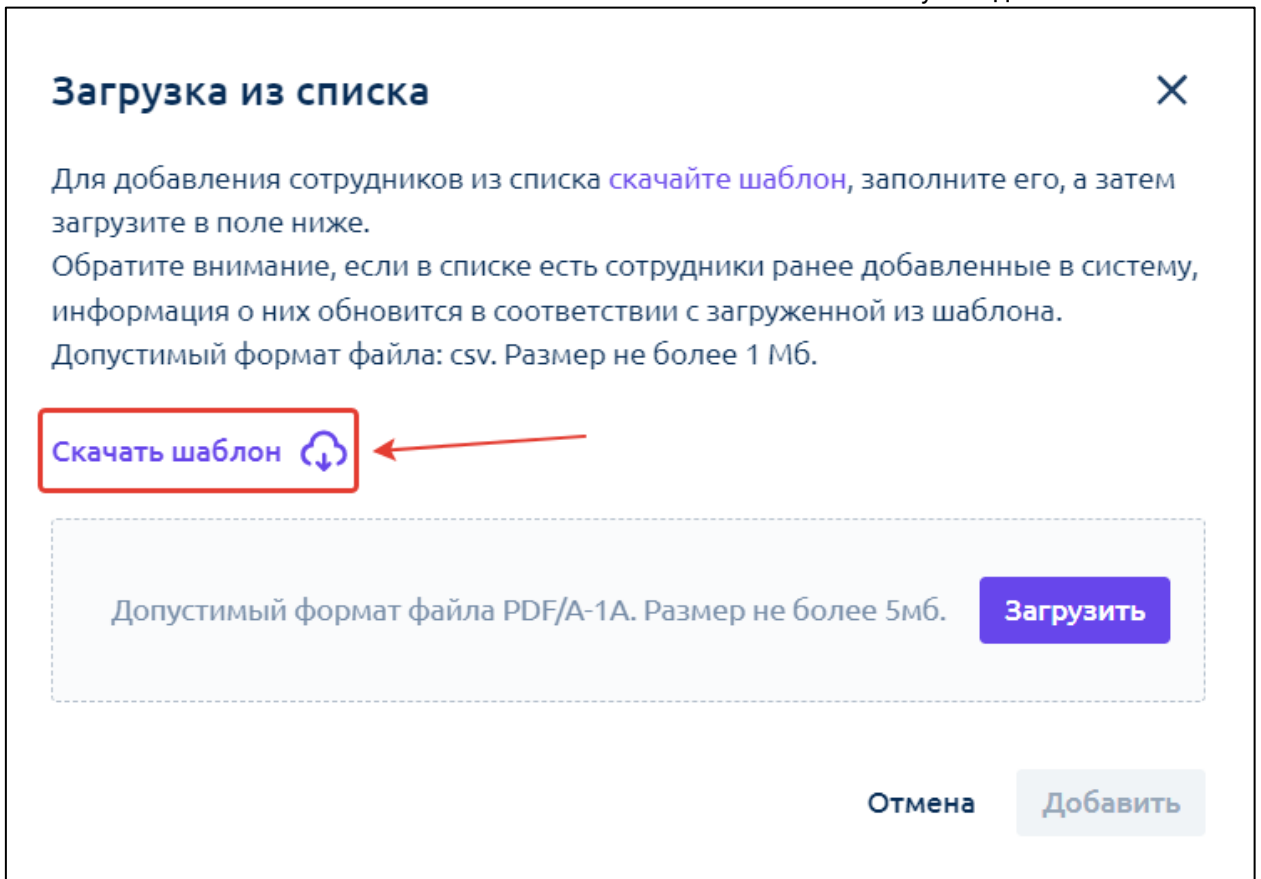 Загрузка из списка
Для добавления сотрудников из списка скачайте шаблон, заполните его, а затем
загрузите в поле ниже.
Обратите внимание, если в списке есть сотрудники ранее добавленные в систему,
информация о них обновится в соответствии с загруженной из шаблона.
Допустимый формат файла: csv. Размер не более 1 Мб.
Скачать шаблон
Допустимый формат файла PDF/A-1A. Размер не более 5мб.
Загрузить
Отмена
Добавить